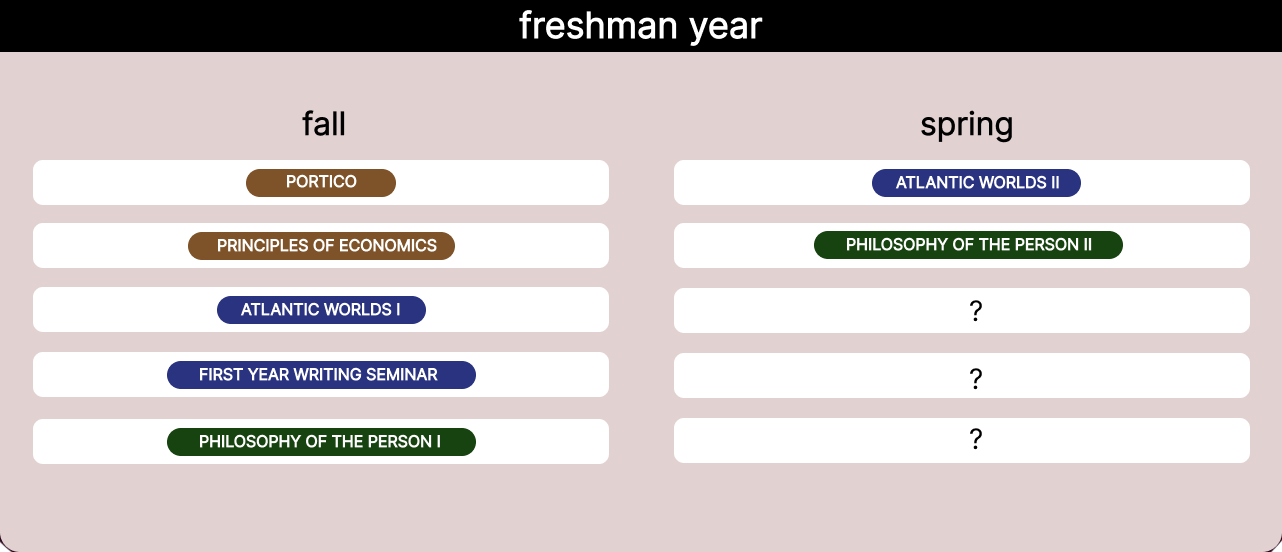 freshman year
fall
PORTICO
PRINCIPLES OF ECONOMICS
ATLANTIC WORLDS I
FIRST YEAR WRITING SEMINAR
PHILOSOPHY OF THE PERSON I
spring
ATLANTIC WORLDS II
PHILOSOPHY OF THE PERSON II
?
?
?